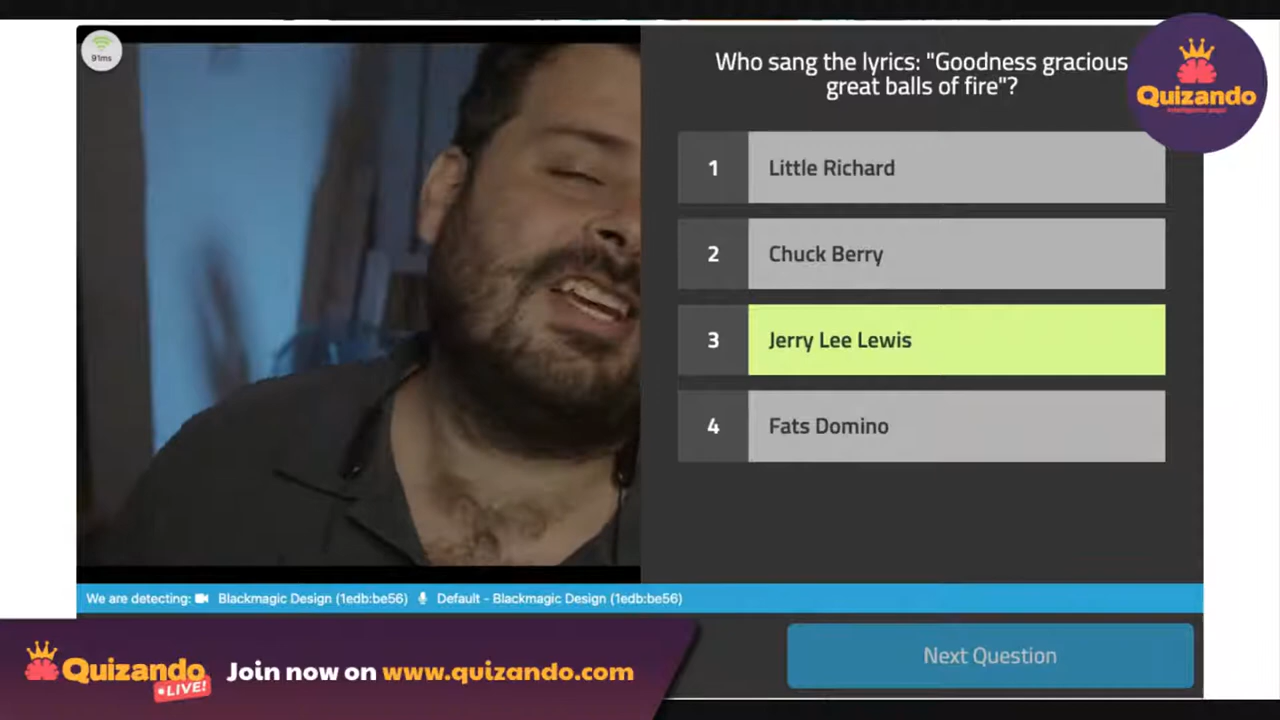 91ms
Who sang the lyrics: "Goodness gracious
great balls of fire"?
Quizando
1 Little Richard
2 Chuck Berry
3 Jerry Lee Lewis
4 Fats Domino
We are detecting: Blackmagic Design (1edb:be56) Default - Blackmagic Design (1edb:be56)
Quizando
LIVE!
Join now on www.quizando.com
Next Question